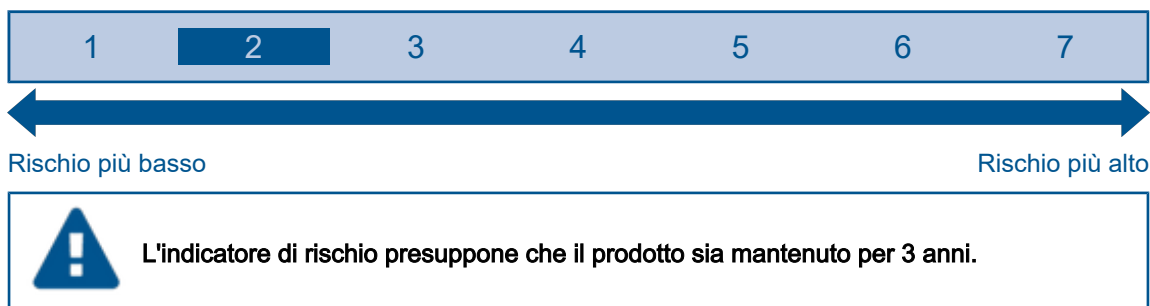 1 2 3 4 5 6 7
Rischio più basso Rischio più alto
L'indicatore di rischio presuppone che il prodotto sia mantenuto per 3 anni.